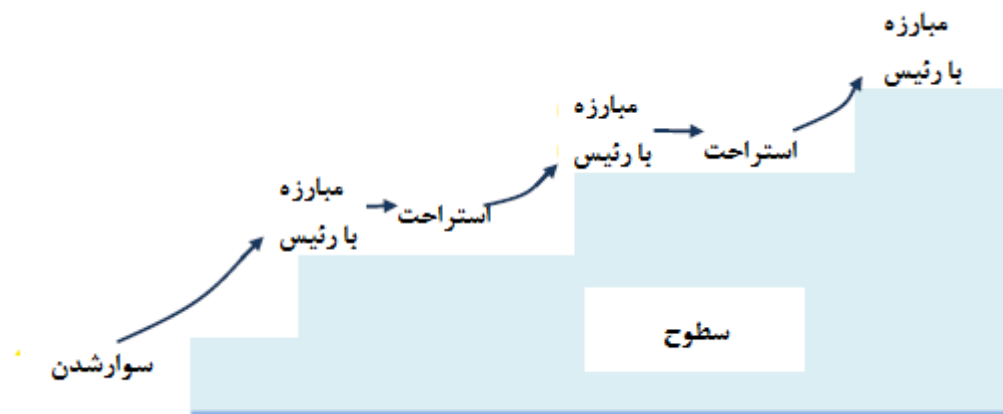 مبارزه
با رئیس
مبارزه
با رئیس
استراحت
مبارزه
با رئیس
استراحت
سطوح
سوارشدن